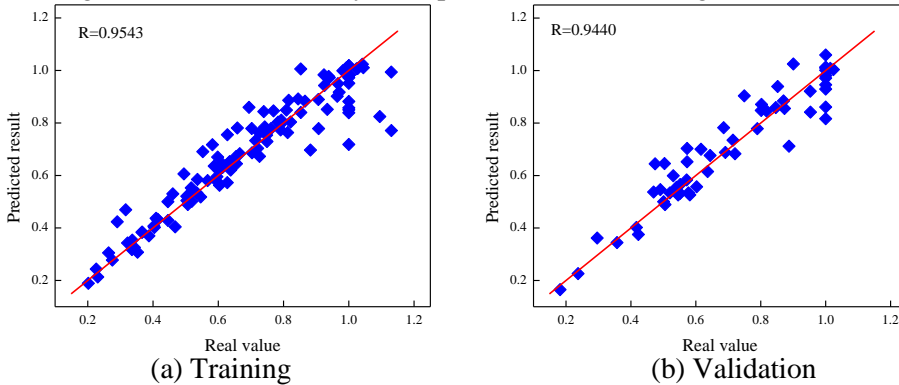 1.2
R=0.9543
1.0
0.8
0.6
0.4
0.2
Predicted result
0.2 0.4 0.6 0.8 1.0 1.2
Real value
(a) Training
1.2
R=0.9440
1.0
0.8
0.6
0.4
0.2
Predicted result
0.2 0.4 0.6 0.8 1.0 1.2
Real value
(b) Validation